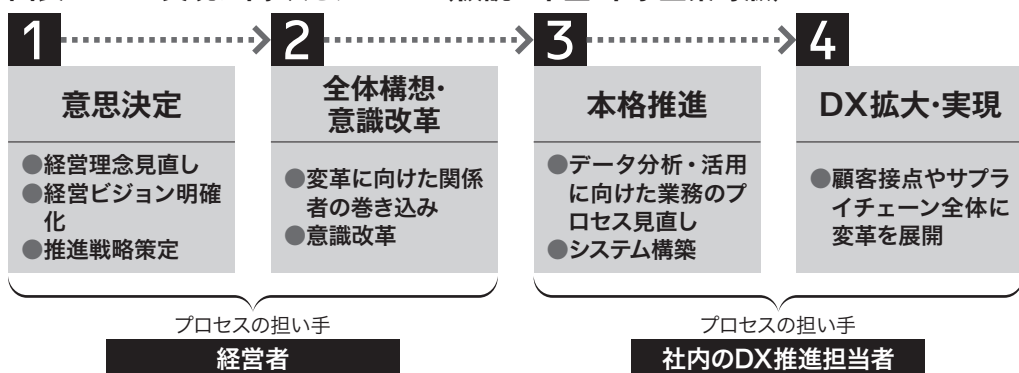 1
2
3
4
意思決定
●経営理念見直し
●経営ビジョン明確
化
●推進戦略策定
全体構想・
意識改革
●変革に向けた関係
者の巻き込み
●意識改革
本格推進
●データ分析・活用
に向けた業務のプ
ロセス見直し
●システム構築
DX拡大・実現
●顧客接点やサプラ
イチェーン全体に
変革を展開
プロセスの担い手
経営者
プロセスの担い手
社内のDX推進担当者